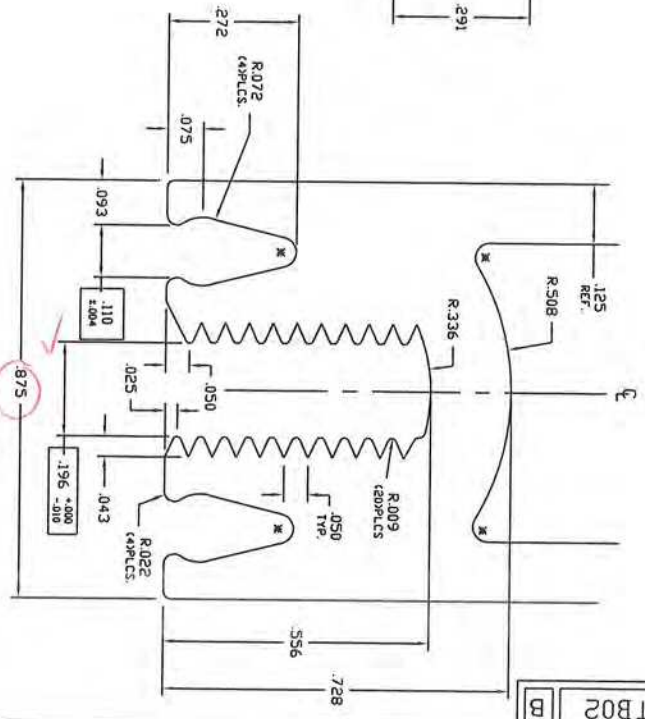 .291
.272
R.072
(4)PLCS.
.075
.093
.110
±.004
.875
.025
.050
.196 +.000
-.010
.043
R.022
(4)PLCS.
.050
TYP.
R.009
(20)PLCS
R.336
R.508
.125
REF.
℄
.556
.728
TB02
B